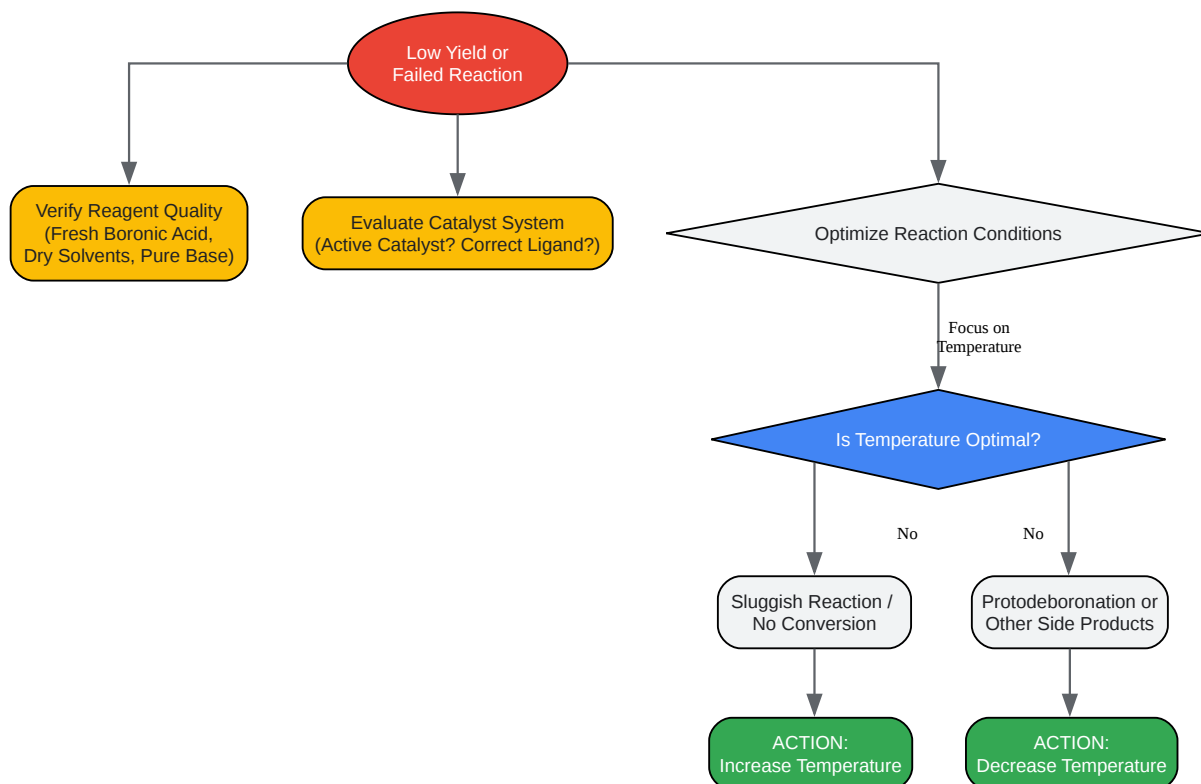 Low Yield or
Failed Reaction
Verify Reagent Quality
(Fresh Boronic Acid,
Dry Solvents, Pure Base)
Evaluate Catalyst System
(Active Catalyst? Correct Ligand?)
Optimize Reaction Conditions
Focus on
Temperature
Is Temperature Optimal?
No
No
Sluggish Reaction /
No Conversion
Protodeboronation or
Other Side Products
ACTION:
Increase Temperature
ACTION:
Decrease Temperature